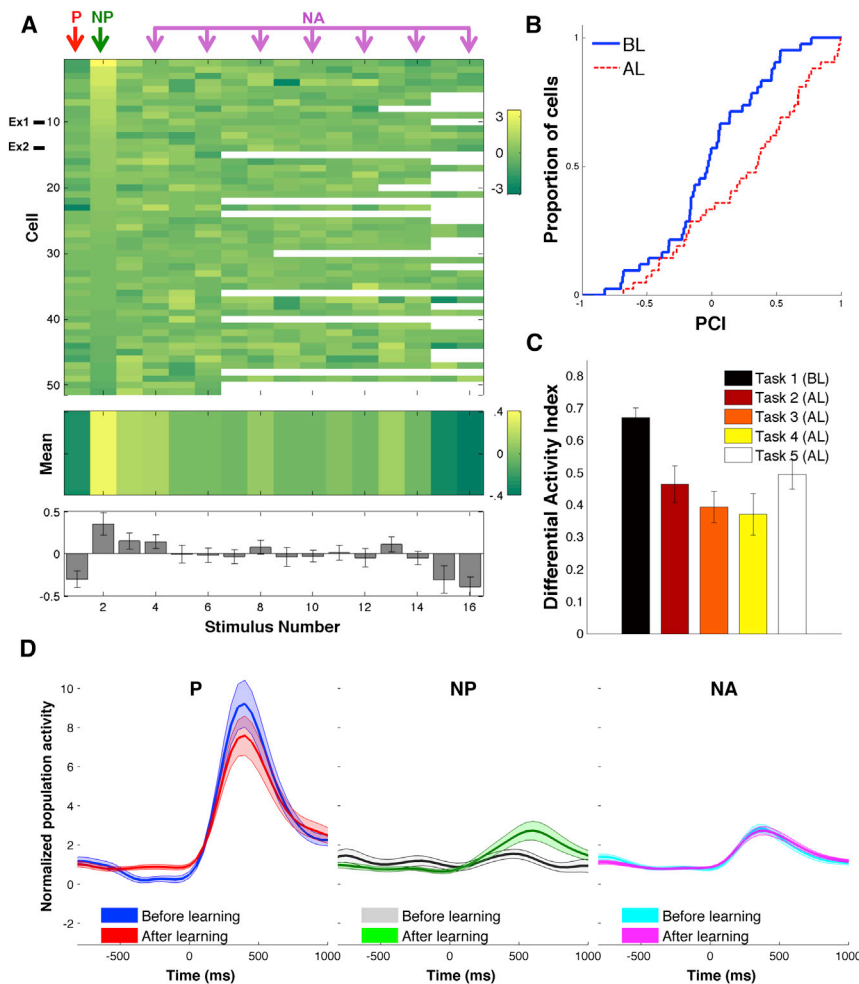 A
P NP NA
Ex1
Ex2
10
20
30
40
50
Cell
3
0
-3
Mean
.4
0
-.4
0.5
0
-0.5
2 4 6 8 10 12 14 16
Stimulus Number
B
BL
AL
1
0.5
0
Proportion of cells
-1 -0.5 0 0.5 1
PCI
C
Differential Activity Index
0.8
0.7
0.6
0.5
0.4
0.3
0.2
0.1
0
Task 1 (BL)
Task 2 (AL)
Task 3 (AL)
Task 4 (AL)
Task 5 (AL)
D
P NP NA
Normalized population activity
10
8
6
4
2
0
-2
Before learning
After learning
Before learning
After learning
Before learning
After learning
-500 0 500 1000
-500 0 500 1000
-500 0 500 1000
Time (ms)
Time (ms)
Time (ms)